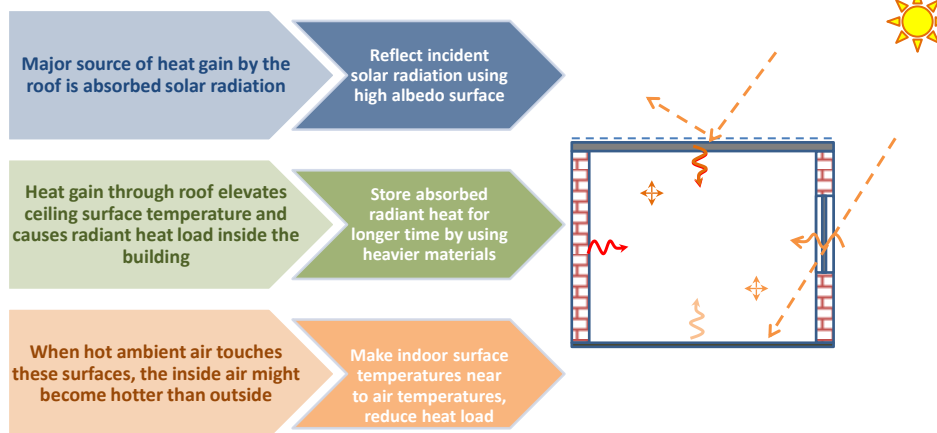 Major source of heat gain by the
roof is absorbed solar radiation
Reflect incident
solar radiation using
high albedo surface
Heat gain through roof elevates
ceiling surface temperature and
causes radiant heat load inside the
building
Store absorbed
radiant heat for
longer time by using
heavier materials
When hot ambient air touches
these surfaces, the inside air might
become hotter than outside
Make indoor surface
temperatures near
to air temperatures,
reduce heat load